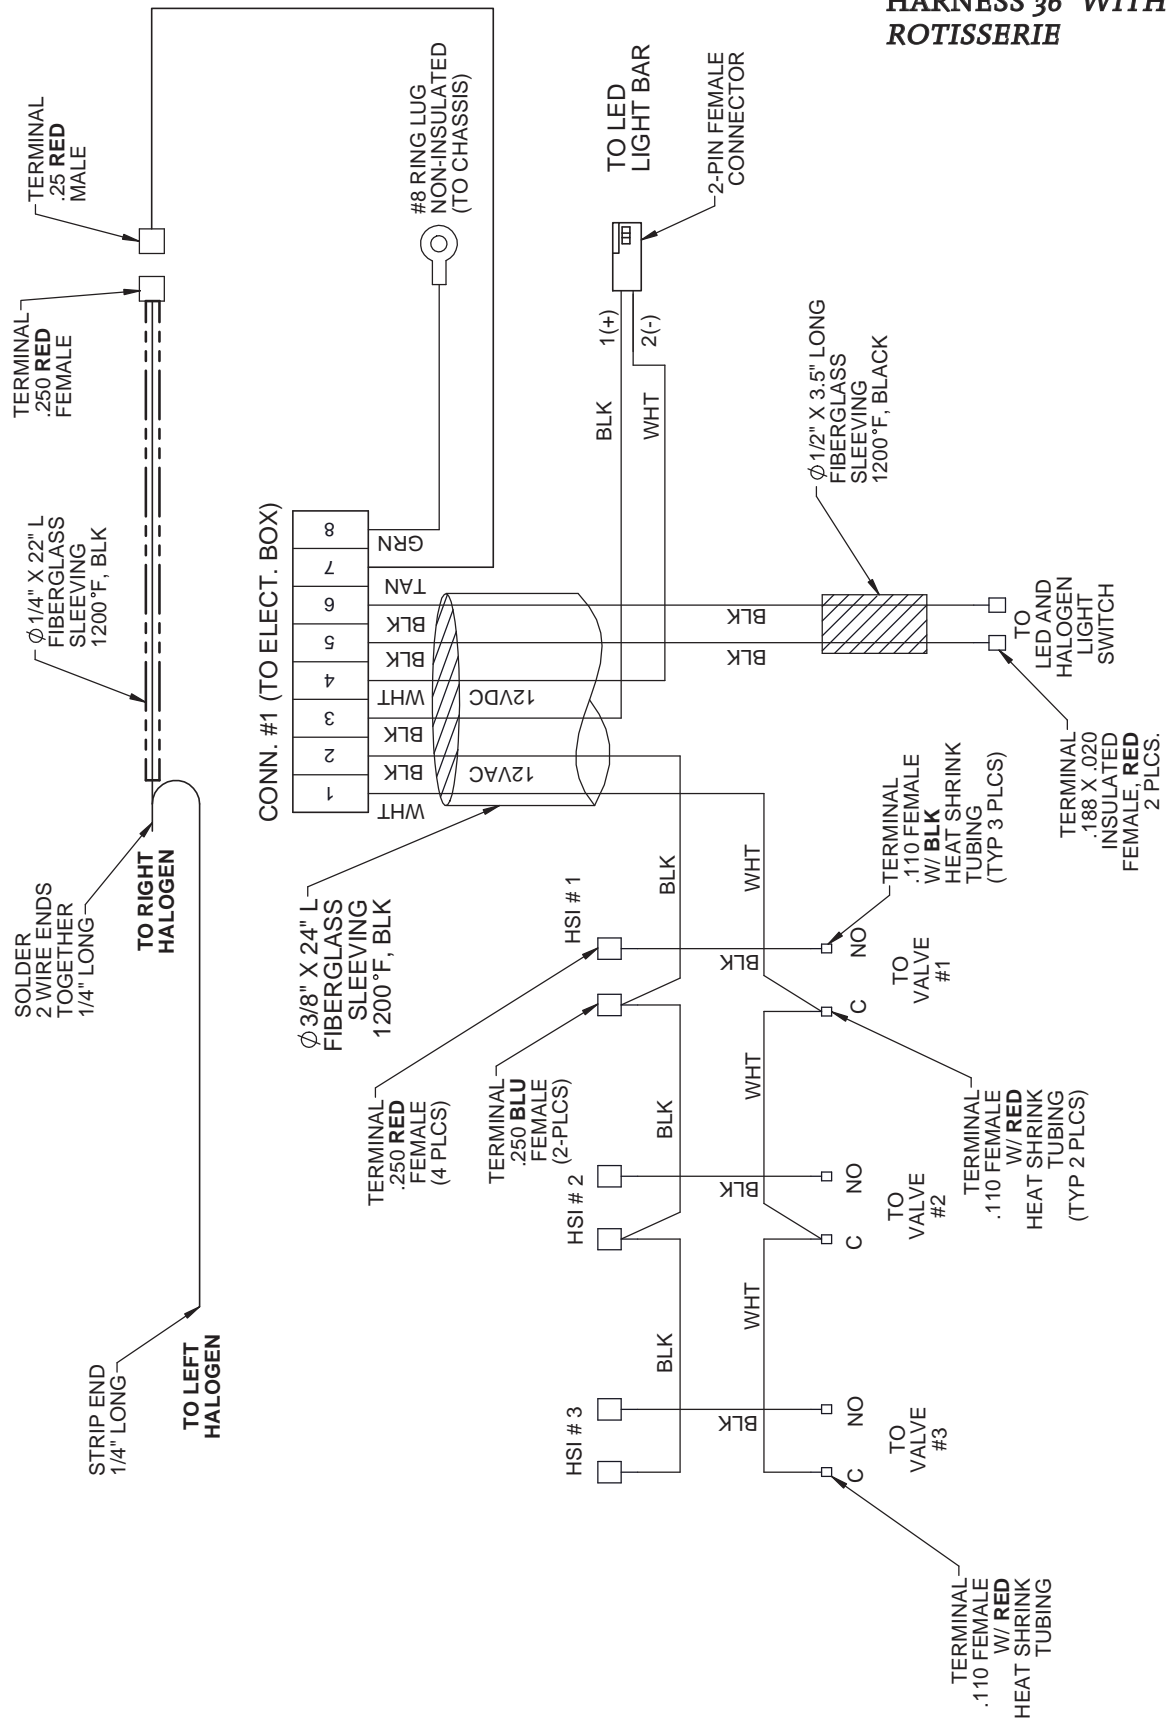 HARNESS 36" WITH
ROTISSERIE
TERMINAL
.25 RED
MALE
TERMINAL
.250 RED
FEMALE
Ø 1/4" X 22" L
FIBERGLASS
SLEEVING
1200°F, BLK
SOLDER
2 WIRE ENDS
TOGETHER
1/4" LONG
TO RIGHT
HALOGEN
STRIP END
1/4" LONG
TO LEFT
HALOGEN
#8 RING LUG
NON-INSULATED
(TO CHASSIS)
TO LED
LIGHT BAR
2-PIN FEMALE
CONNECTOR
1(+)
2(-)
BLK
WHT
CONN. #1 (TO ELECT. BOX)
1
2
3
4
5
6
7
8
WHT
BLK
BLK
WHT
BLK
BLK
TAN
GRN
12VAC
12VDC
Ø 3/8" X 24" L
FIBERGLASS
SLEEVING
1200°F, BLK
BLK
BLK
Ø 1/2" X 3.5" LONG
FIBERGLASS
SLEEVING
1200°F, BLACK
TO
LED AND
HALOGEN
LIGHT
SWITCH
TERMINAL
.188 X .020
INSULATED
FEMALE, RED
2 PLCS.
TERMINAL
.250 RED
FEMALE
(4 PLCS)
TERMINAL
.250 BLU
FEMALE
(2-PLCS)
HSI # 3
HSI # 2
HSI # 1
BLK
BLK
BLK
WHT
WHT
WHT
BLK
BLK
BLK
C
NO
C
NO
C
NO
TO
VALVE
#3
TO
VALVE
#2
TO
VALVE
#1
TERMINAL
.110 FEMALE
W/ BLK
HEAT SHRINK
TUBING
(TYP 3 PLCS)
TERMINAL
.110 FEMALE
W/ RED
HEAT SHRINK
TUBING
(TYP 2 PLCS)
TERMINAL
.110 FEMALE
W/ RED
HEAT SHRINK
TUBING